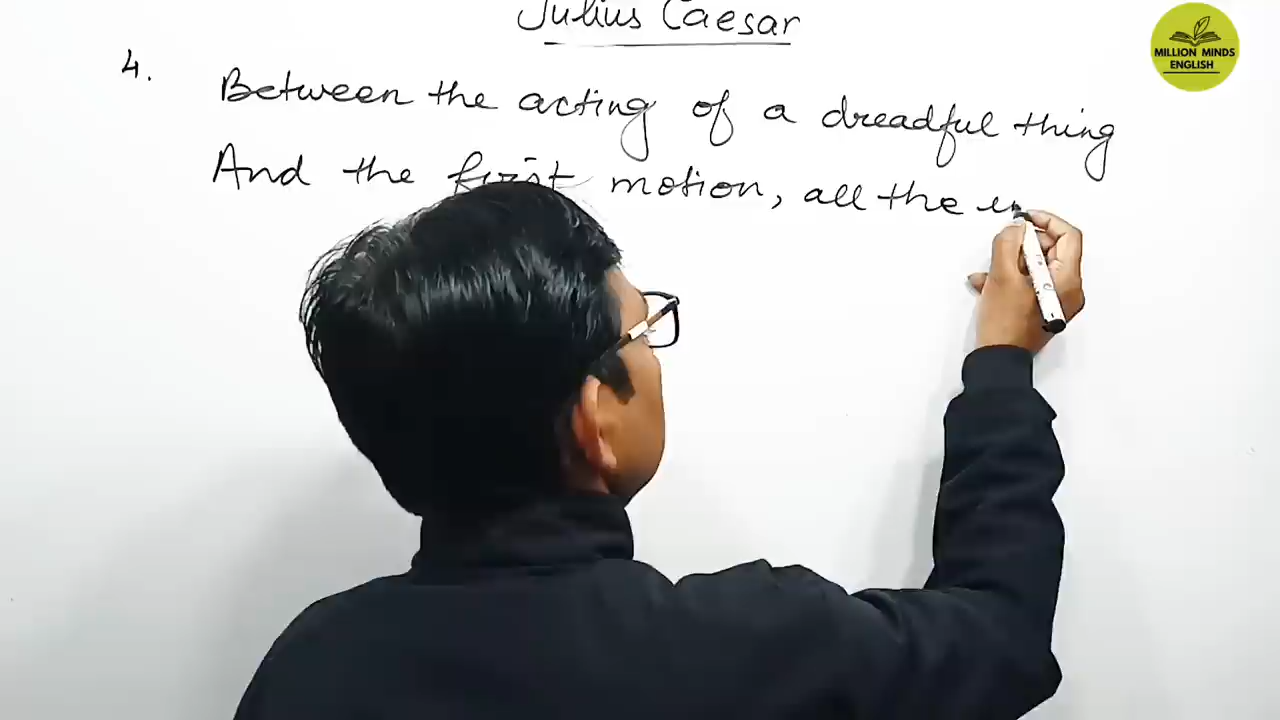 Julius Caesar
MILLION MINDS
ENGLISH
4.
Between the acting of a dreadful thing
And the first motion, all the